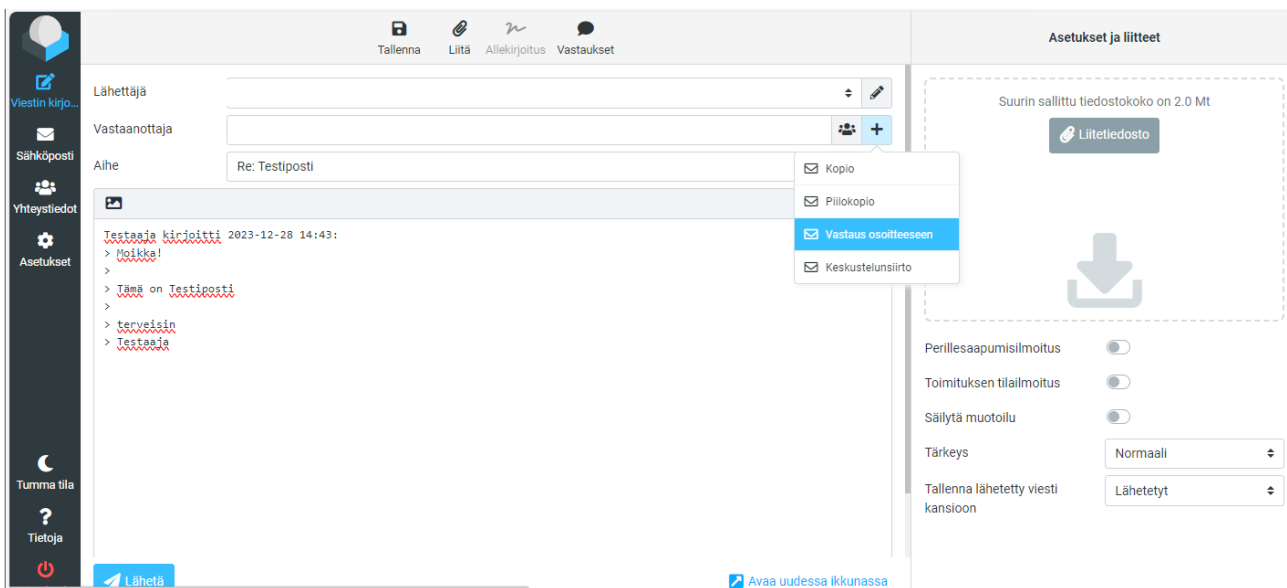 Tallenna
Liitä
Allekirjoitus
Vastaukset
Asetukset ja liitteet
Viestin kirjo...
Sähköposti
Yhteystiedot
Asetukset
Tumma tila
Tietoja
Lähettäjä
Vastaanottaja
Aihe
Re: Testiposti
Kopio
Piilokopio
Vastaus osoitteeseen
Keskustelunsiirto
Testaaja kirjoitti 2023-12-28 14:43:
> Moikka!
>
> Tämä on Testiposti
>
> terveisin
> Testaaja
Lähetä
Avaa uudessa ikkunassa
Suurin sallittu tiedostokoko on 2.0 Mt
Liitetiedosto
Perillesaapumisilmoitus
Toimituksen tilailmoitus
Säilytä muotoilu
Tärkeys
Normaali
Tallenna lähetetty viesti
kansioon
Lähetetyt